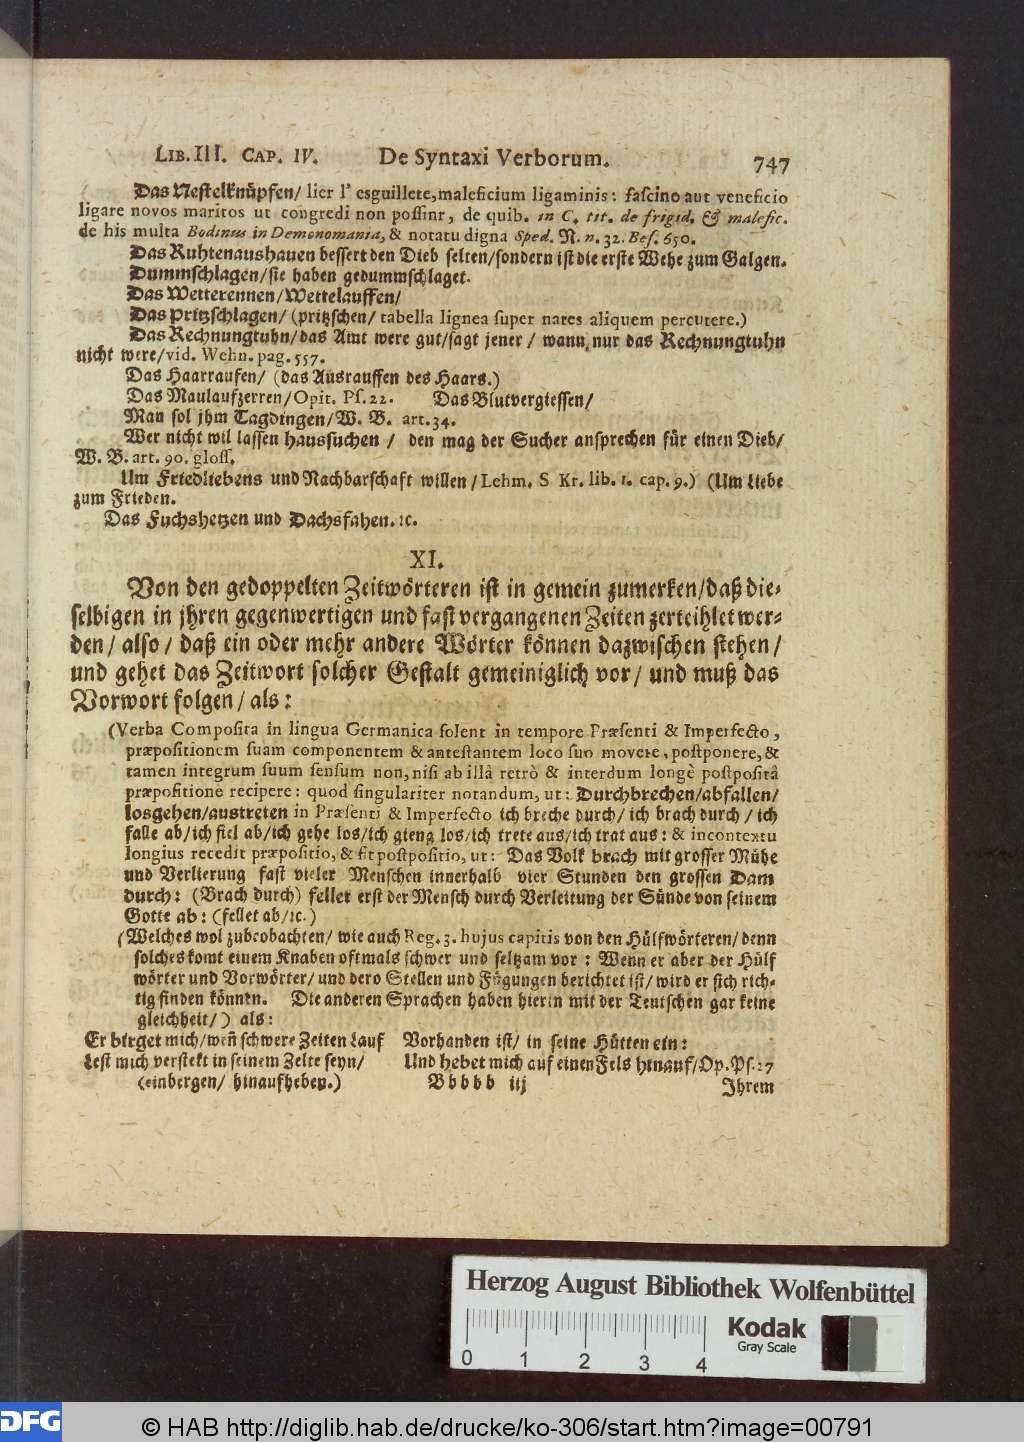 LIB. III. CAP. IV. De Syntaxi Verborum. 747
Das Nestelknüpfen/ lier l' esguillete, maleficium ligaminis: fascino aut veneficio
ligare novos maritos ut congredi non possint, de quib. in C. tit. de frigid. & malefic.
de his multa Bodinus in Demonomania, & notatu digna Sped. N. n. 32. Bes. 650.
Das Ruhtenaushauen bessert den Dieb selten/ sondern ist die erste Wehe zum Galgen.
Dummschlagen/ sie haben gedummschlaget.
Das Wetterennen/ Wettelauffen/
Das Pritzschlagen/ (pritzschen/ tabella lignea super nates aliquem percutere.)
Das Rechnungtuhn/ das Amt were gut/ sagt jener / wann nur das Rechnungtuhn
nicht were/ vid. Wehn. pag. 557.
Das Haarraufen/ (das Ausrauffen des Haars.)
Das Maulaufzerren/ Opit. Ps. 22. Das Blutvergiessen/
Man sol jhm Tagdingen/ W. B. art. 34.
Wer nicht wil lassen haussuchen / den mag der Sucher ansprechen für einen Dieb/
W. B. art. 90. gloss.
Um Friedliebens und Nachbarschaft willen/ Lehm. S Kr. lib. 1. cap. 9.) (Um liebe
zum Frieden.
Das Fuchshetzen und Dachsfahen. ꝛc.
XI.
Von den gedoppelten Zeitwörteren ist in gemein zumerken/ daß die-
selbigen in jhren gegenwertigen und fast vergangenen Zeiten zerteihlet wer-
den/ also / daß ein oder mehr andere Wörter können dazwischen stehen/
und gehet das Zeitwort solcher Gestalt gemeiniglich vor/ und muß das
Vorwort folgen/ als:
(Verba Composita in lingua Germanica solent in tempore Præsenti & Imperfecto,
præpositionem suam componentem & antestantem loco suo movere, postponere, &
tamen integrum suum sensum non, nisi ab illâ retrò & interdum longè postpositâ
præpositione recipere: quod singulariter notandum, ut: Durchbrechen/ abfallen/
losgehen/ austreten in Præsenti & Imperfecto ich breche durch/ ich brach durch / ich
falle ab/ ich fiel ab/ ich gehe los/ ich gieng los/ ich trete aus/ ich trat aus: & in contextu
longius recedit præpositio, & fit postpositio, ut: Das Volk brach mit grosser Mühe
und Verlierung fast vieler Menschen innerhalb vier Stunden den grossen Dam
durch: (Brach durch) fellet erst der Mensch durch Verleitung der Sünde von seinem
Gotte ab: (fellet ab/ ꝛc.)
(Welches wol zubeobachten/ wie auch Reg. 3. hujus capitis von den Hülfwörteren/ denn
solches komt einem Knaben oftmals schwer und seltzam vor: Wenn er aber der Hülf
wörter und Vorwörter/ und dero Stellen und Fügungen berichtet ist/ wird er sich rich-
tig finden können. Die anderen Sprachen haben hierin mit der Teutschen gar keine
gleichheit/) als:
Er birget mich/ wen̄ schwere Zeiten lauf Vorhanden ist/ in seine Hütten ein:
Lest mich verstekt in seinem Zelte seyn/ Und hebet mich auf einen Fels hinauf/ Op. Ps. 27
(einbergen/ hinaufheben.) Bbbbb iij Jhrem
Herzog August Bibliothek Wolfenbüttel
0 1 2 3 4
Kodak
Gray Scale
DFG
© HAB http://diglib.hab.de/drucke/ko-306/start.htm?image=00791